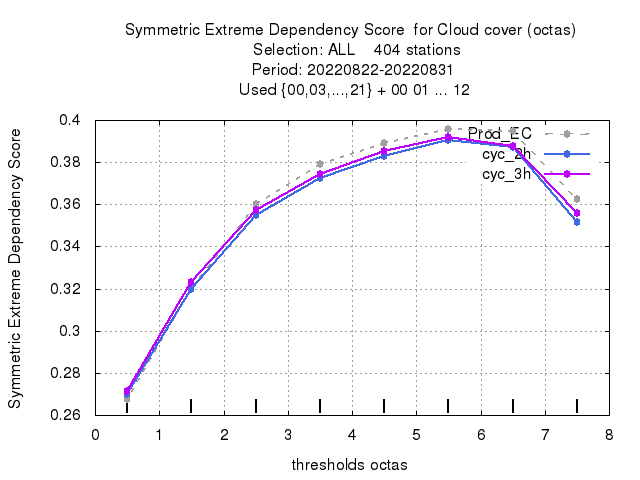 Symmetric Extreme Dependency Score  for Cloud cover (octas)
Selection: ALL    404 stations
Period: 20220822-20220831
Used {00,03,...,21} + 00 01 ... 12
Symmetric Extreme Dependency Score
0.4
0.38
0.36
0.34
0.32
0.3
0.28
0.26
Prod_EC
cyc_2h
cyc_3h
0 1 2 3 4 5 6 7 8
thresholds octas